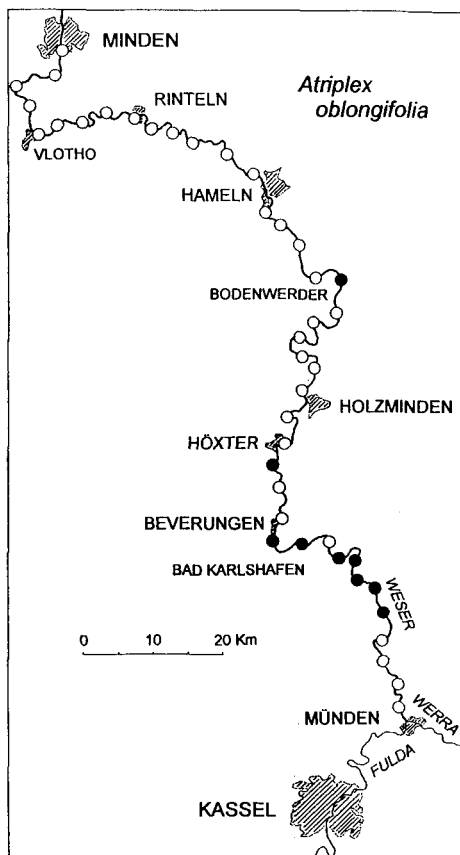 MINDEN
Atriplex
oblongifolia
RINTELN
VLOTHO
HAMELN
BODENWERDER
HOLZMINDEN
HÖXTER
BEVERUNGEN
BAD KARLSHAFEN
WESER
0 10 20 Km
MÜNDEN
WERRA
FULDA
KASSEL